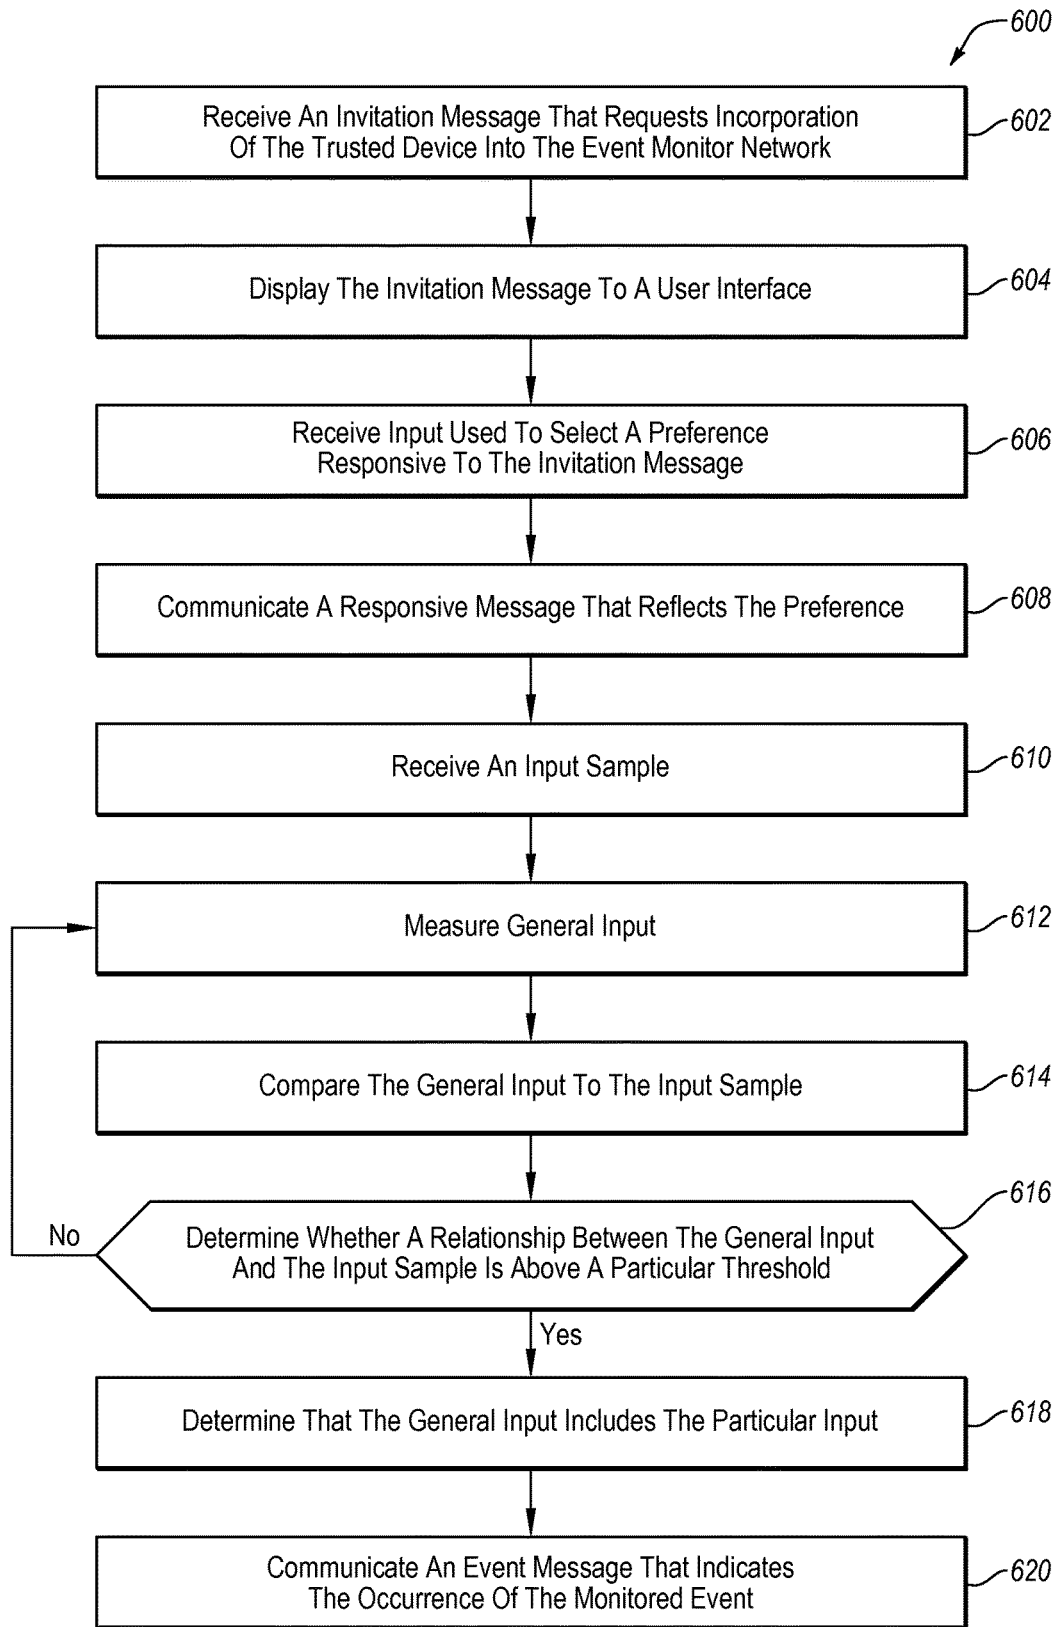 600
Receive An Invitation Message That Requests Incorporation
Of The Trusted Device Into The Event Monitor Network
602
Display The Invitation Message To A User Interface
604
Receive Input Used To Select A Preference
Responsive To The Invitation Message
606
Communicate A Responsive Message That Reflects The Preference
608
Receive An Input Sample
610
Measure General Input
612
Compare The General Input To The Input Sample
614
616
No
Determine Whether A Relationship Between The General Input
And The Input Sample Is Above A Particular Threshold
Yes
Determine That The General Input Includes The Particular Input
618
Communicate An Event Message That Indicates
The Occurrence Of The Monitored Event
620